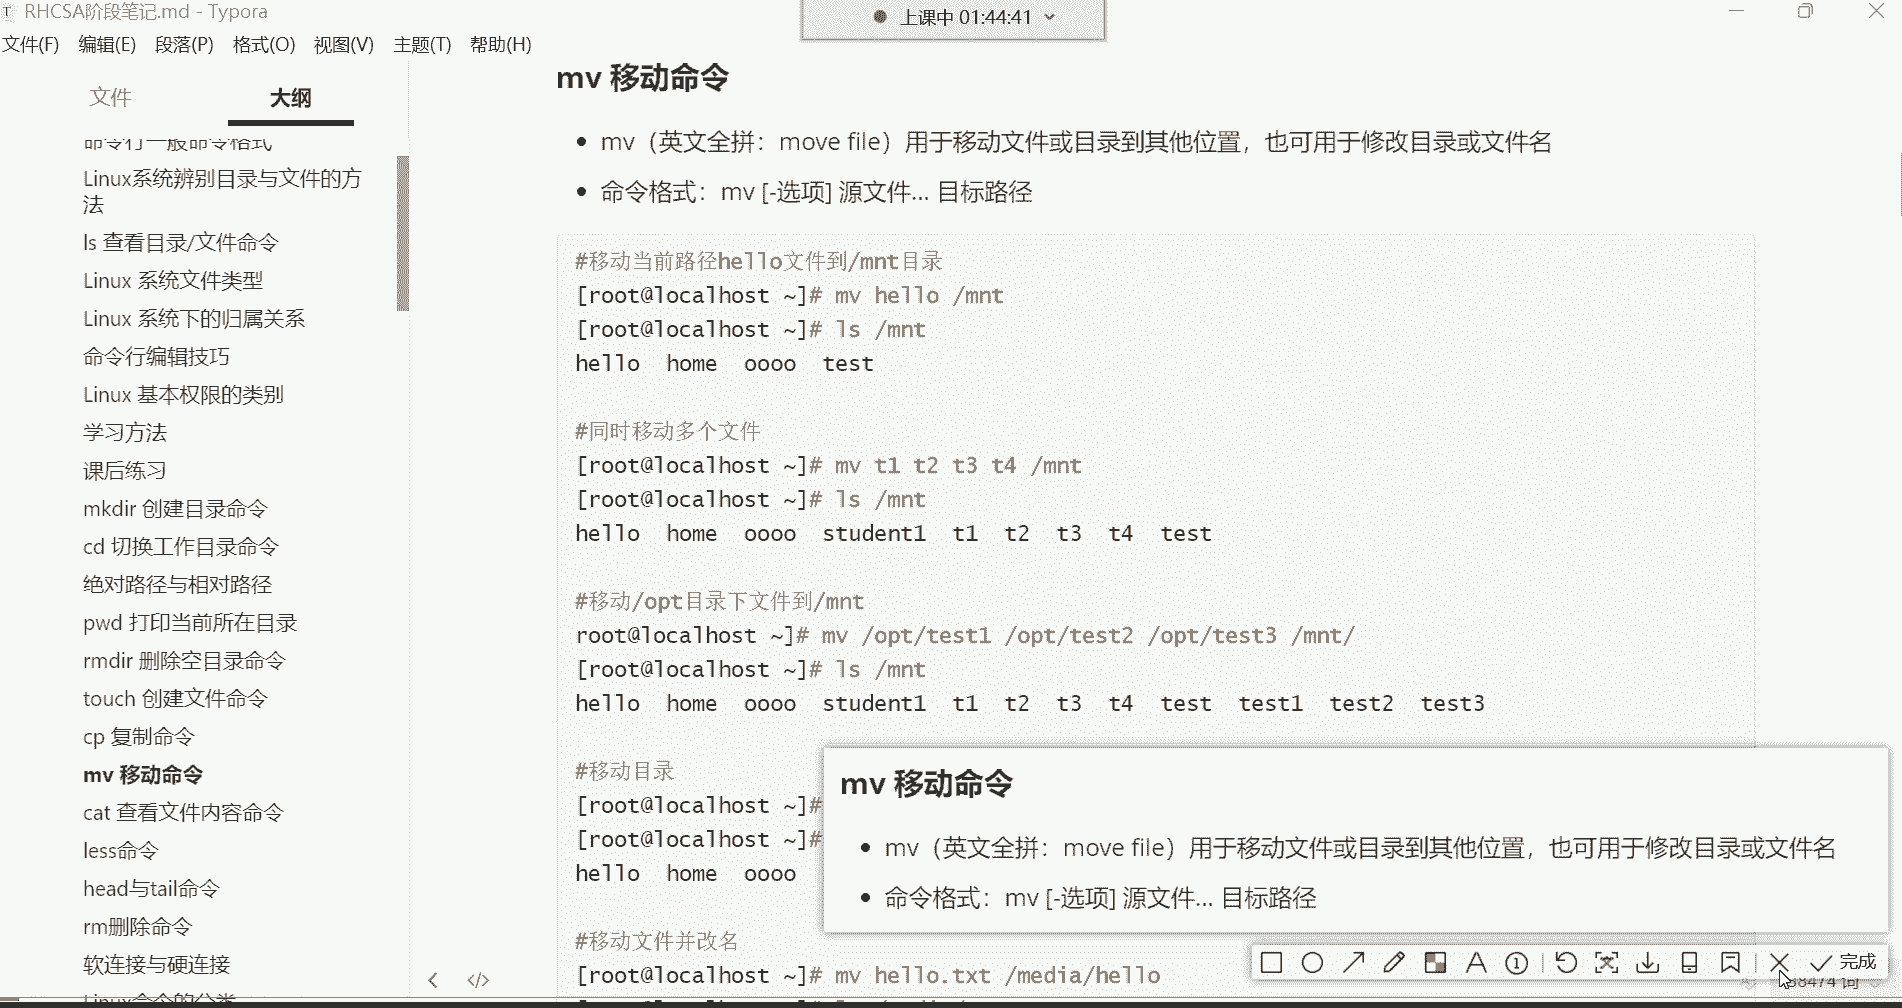 RHCSA阶段笔记.md - Typora
上课中 01:44:41
文件(F) 编辑(E) 段落(P) 格式(O) 视图(V) 主题(T) 帮助(H)
文件 大纲
命令行一般命令格式
Linux系统辨别目录与文件的方
法
ls 查看目录/文件命令
Linux 系统文件类型
Linux 系统下的归属关系
命令行编辑技巧
Linux 基本权限的类别
学习方法
课后练习
mkdir 创建目录命令
cd 切换工作目录命令
绝对路径与相对路径
pwd 打印当前所在目录
rmdir 删除空目录命令
touch 创建文件命令
cp 复制命令
mv 移动命令
cat 查看文件内容命令
less命令
head与tail命令
rm删除命令
软连接与硬连接
Linux命令的分类
mv 移动命令
mv（英文全拼：move file）用于移动文件或目录到其他位置，也可用于修改目录或文件名
命令格式：mv [-选项] 源文件... 目标路径
#移动当前路径hello文件到/mnt目录
[root@localhost ~]# mv hello /mnt
[root@localhost ~]# ls /mnt
hello home oooo test
#同时移动多个文件
[root@localhost ~]# mv t1 t2 t3 t4 /mnt
[root@localhost ~]# ls /mnt
hello home oooo student1 t1 t2 t3 t4 test
#移动/opt目录下文件到/mnt
root@localhost ~]# mv /opt/test1 /opt/test2 /opt/test3 /mnt/
[root@localhost ~]# ls /mnt
hello home oooo student1 t1 t2 t3 t4 test test1 test2 test3
#移动目录
[root@localhost ~]#
[root@localhost ~]#
hello home oooo
#移动文件并改名
[root@localhost ~]# mv hello.txt /media/hello
mv 移动命令
mv（英文全拼：move file）用于移动文件或目录到其他位置，也可用于修改目录或文件名
命令格式：mv [-选项] 源文件... 目标路径
完成